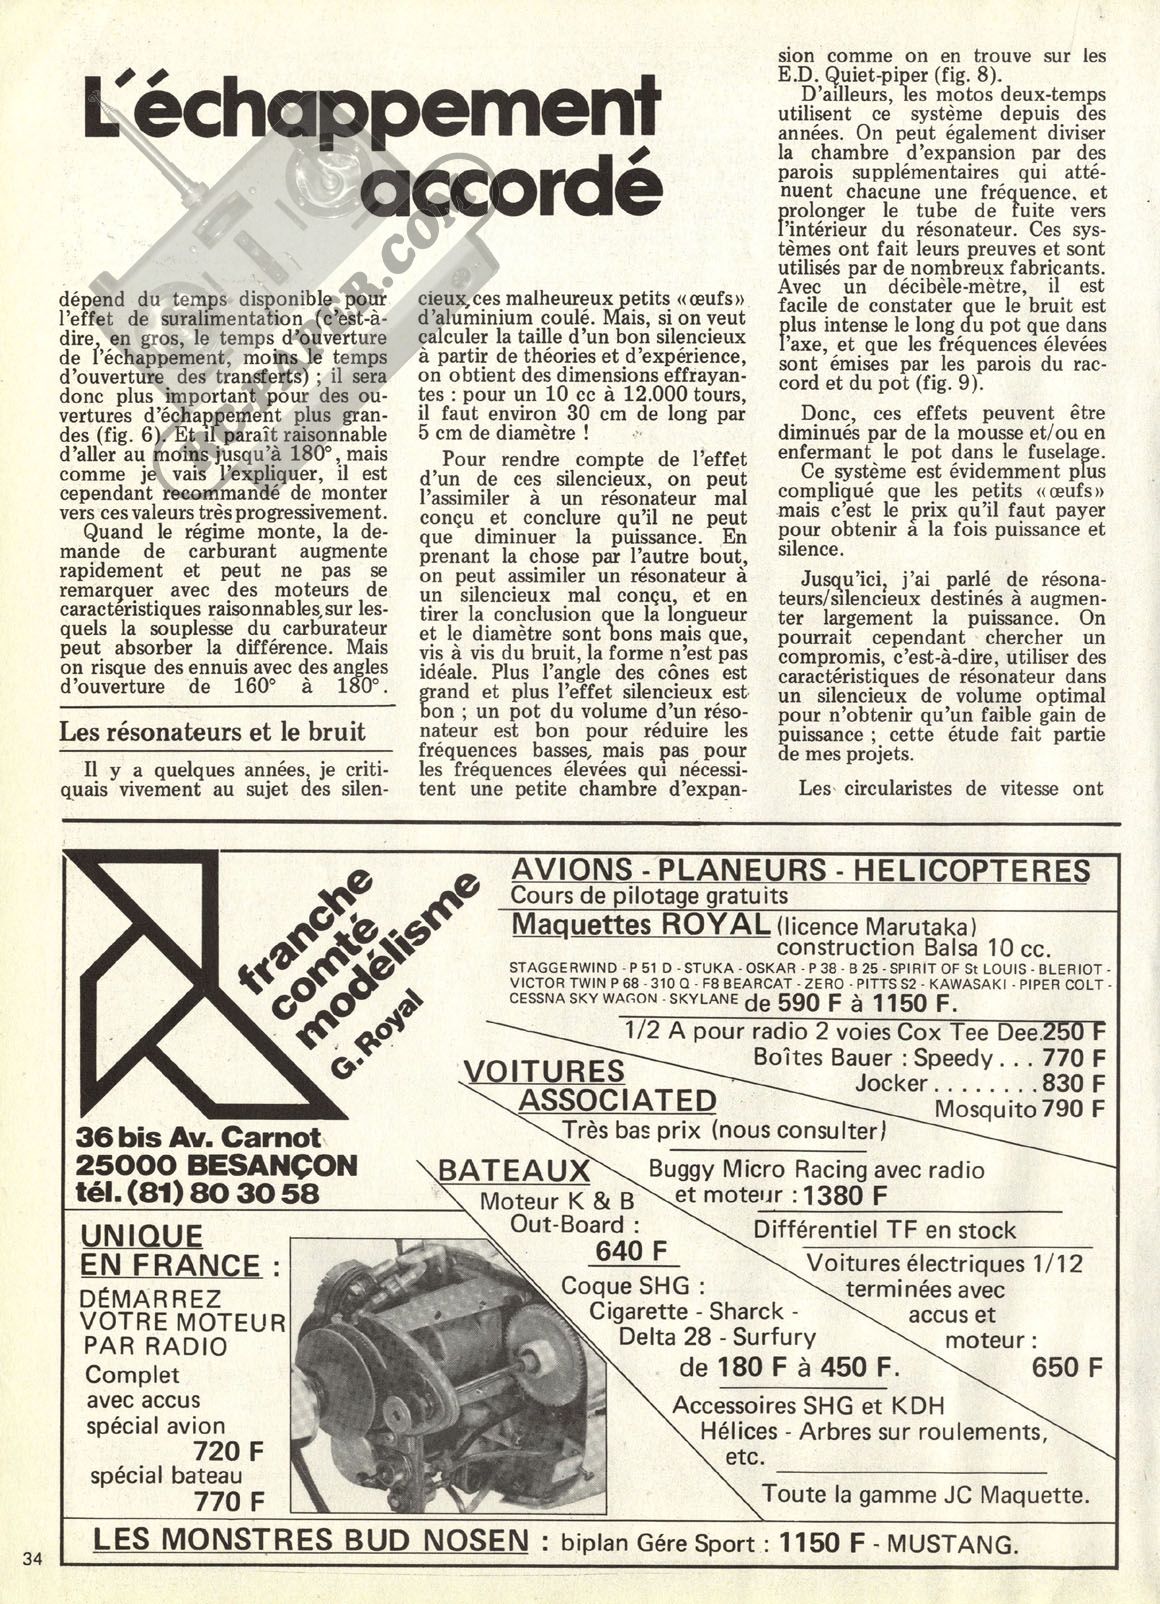 L'échappement
accordé
RC-PAPER.COM
dépend du temps disponible pour
l'effet de suralimentation (c'est-à-
dire, en gros, le temps d'ouverture
de l'échappement, moins le temps
d'ouverture des transferts) ; il sera
donc plus important pour des ou-
vertures d'échappement plus gran-
des (fig. 6). Et il paraît raisonnable
d'aller au moins jusqu'à 180°, mais
comme je vais l'expliquer, il est
cependant recommandé de monter
vers ces valeurs très progressivement.
Quand le régime monte, la de-
mande de carburant augmente
rapidement et peut ne pas se
remarquer avec des moteurs de
caractéristiques raisonnables, sur les-
quels la souplesse du carburateur
peut absorber la différence. Mais
on risque des ennuis avec des angles
d'ouverture de 160° à 180°.
Les résonateurs et le bruit
Il y a quelques années, je criti-
quais vivement au sujet des silen-
cieux, ces malheureux petits «œufs»
d'aluminium coulé. Mais, si on veut
calculer la taille d'un bon silencieux
à partir de théories et d'expérience,
on obtient des dimensions effrayan-
tes : pour un 10 cc à 12.000 tours,
il faut environ 30 cm de long par
5 cm de diamètre !
Pour rendre compte de l'effet
d'un de ces silencieux, on peut
l'assimiler à un résonateur mal
conçu et conclure qu'il ne peut
que diminuer la puissance. En
prenant la chose par l'autre bout,
on peut assimiler un résonateur à
un silencieux mal conçu, et en
tirer la conclusion que la longueur
et le diamètre sont bons mais que,
vis à vis du bruit, la forme n'est pas
idéale. Plus l'angle des cônes est
grand et plus l'effet silencieux est
bon ; un pot du volume d'un réso-
nateur est bon pour réduire les
fréquences basses, mais pas pour
les fréquences élevées qui nécessi-
tent une petite chambre d'expan-
sion comme on en trouve sur les
E.D. Quiet-piper (fig. 8).
D'ailleurs, les motos deux-temps
utilisent ce système depuis des
années. On peut également diviser
la chambre d'expansion par des
parois supplémentaires qui atté-
nuent chacune une fréquence, et
prolonger le tube de fuite vers
l'intérieur du résonateur. Ces sys-
tèmes ont fait leurs preuves et sont
utilisés par de nombreux fabricants.
Avec un décibèle-mètre, il est
facile de constater que le bruit est
plus intense le long du pot que dans
l'axe, et que les fréquences élevées
sont émises par les parois du rac-
cord et du pot (fig. 9).
Donc, ces effets peuvent être
diminués par de la mousse et/ou en
enfermant le pot dans le fuselage.
Ce système est évidemment plus
compliqué que les petits «œufs»
mais c'est le prix qu'il faut payer
pour obtenir à la fois puissance et
silence.
Jusqu'ici, j'ai parlé de résona-
teurs/silencieux destinés à augmen-
ter largement la puissance. On
pourrait cependant chercher un
compromis, c'est-à-dire, utiliser des
caractéristiques de résonateur dans
un silencieux de volume optimal
pour n'obtenir qu'un faible gain de
puissance ; cette étude fait partie
de mes projets.
Les circularistes de vitesse ont
franche
comté
modélisme
G. Royal
36 bis Av. Carnot
25000 BESANÇON
tél. (81) 80 30 58
AVIONS - PLANEURS - HELICOPTERES
Cours de pilotage gratuits
Maquettes ROYAL (licence Marutaka)
construction Balsa 10 cc.
STAGGERWIND - P 51 D - STUKA - OSKAR - P 38 - B 25 - SPIRIT OF St LOUIS - BLERIOT -
VICTOR TWIN P 68 - 310 Q - F8 BEARCAT - ZERO - PITTS S2 - KAWASAKI - PIPER COLT -
CESSNA SKY WAGON - SKYLANE de 590 F à 1150 F.
1/2 A pour radio 2 voies Cox Tee Dee.250 F
Boîtes Bauer : Speedy . . . 770 F
Jocker . . . . . . . . 830 F
Mosquito 790 F
VOITURES
ASSOCIATED
Très bas prix (nous consulter)
Buggy Micro Racing avec radio
et moteur : 1380 F
Différentiel TF en stock
Voitures électriques 1/12
terminées avec
accus et
moteur :
650 F
BATEAUX
Moteur K & B
Out-Board :
640 F
Coque SHG :
Cigarette - Sharck -
Delta 28 - Surfury
de 180 F à 450 F.
Accessoires SHG et KDH
Hélices - Arbres sur roulements,
etc.
Toute la gamme JC Maquette.
UNIQUE
EN FRANCE :
DÉMARREZ
VOTRE MOTEUR
PAR RADIO
Complet
avec accus
spécial avion
720 F
spécial bateau
770 F
LES MONSTRES BUD NOSEN : biplan Gére Sport : 1150 F - MUSTANG.
34